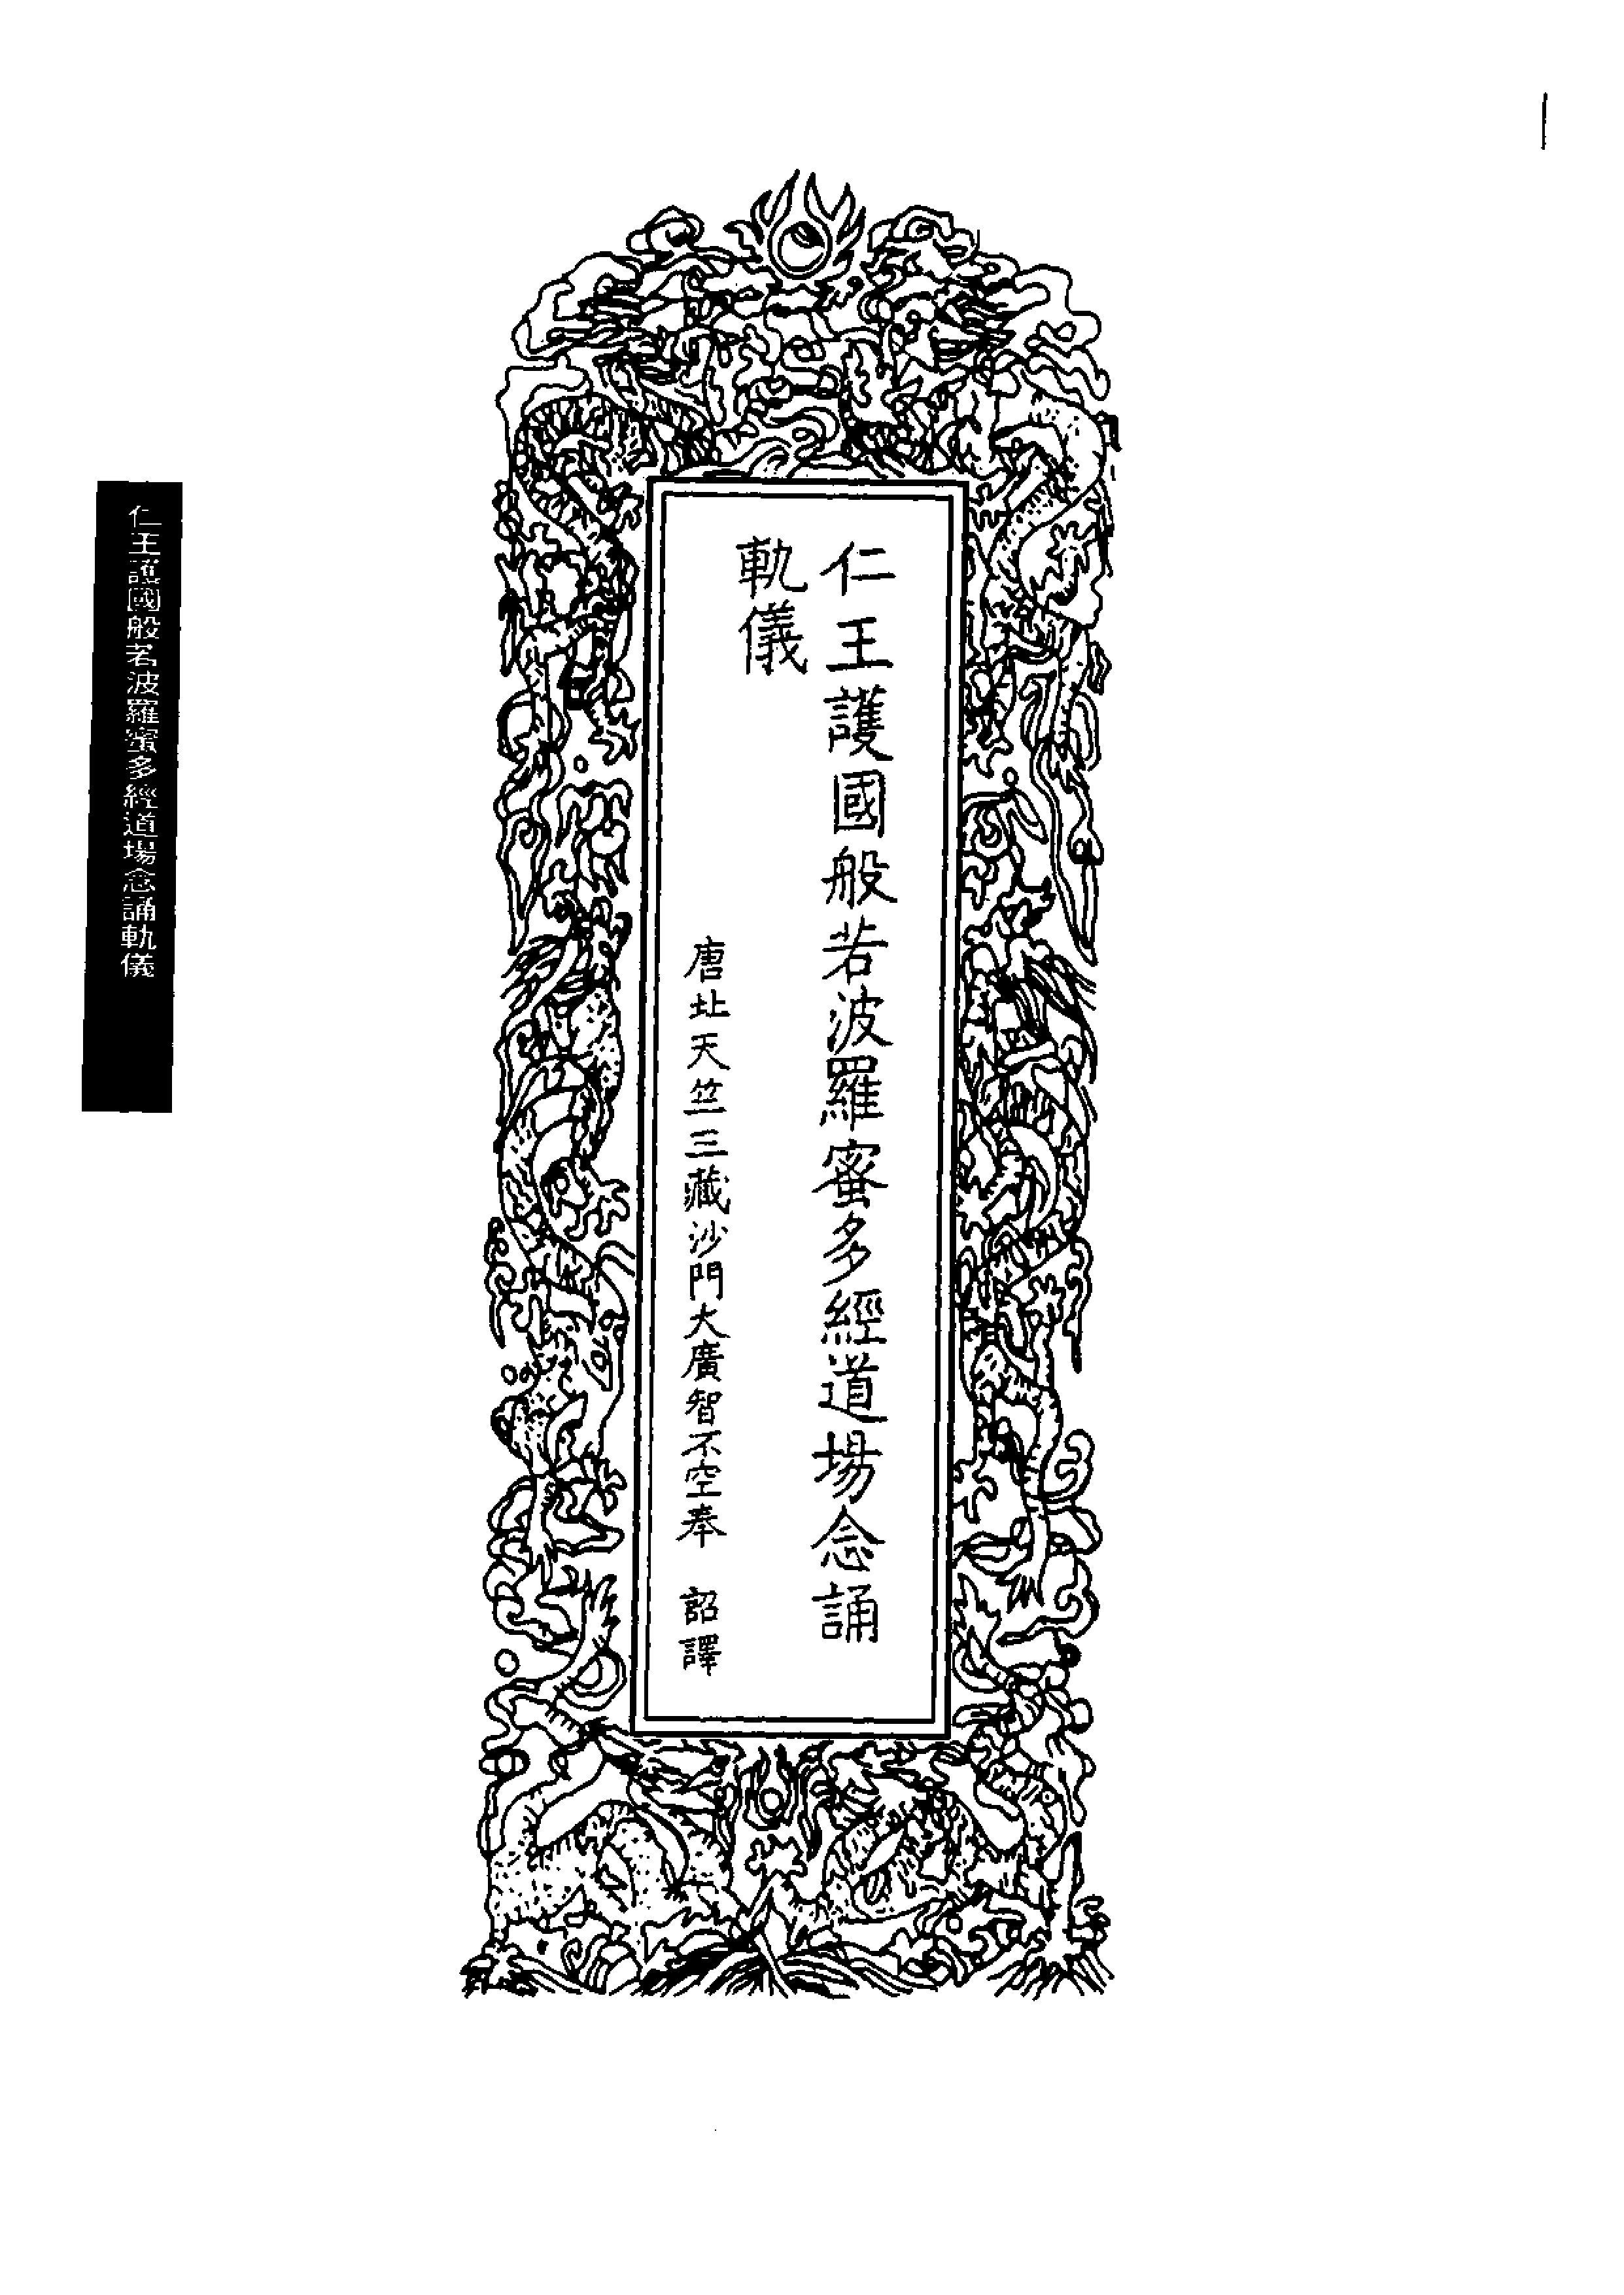 仁王護國般若波羅蜜多經道場念誦
軌儀
唐北天竺三藏沙門大廣智不空奉 詔譯
仁王護國般若波羅蜜多經道場念誦軌儀